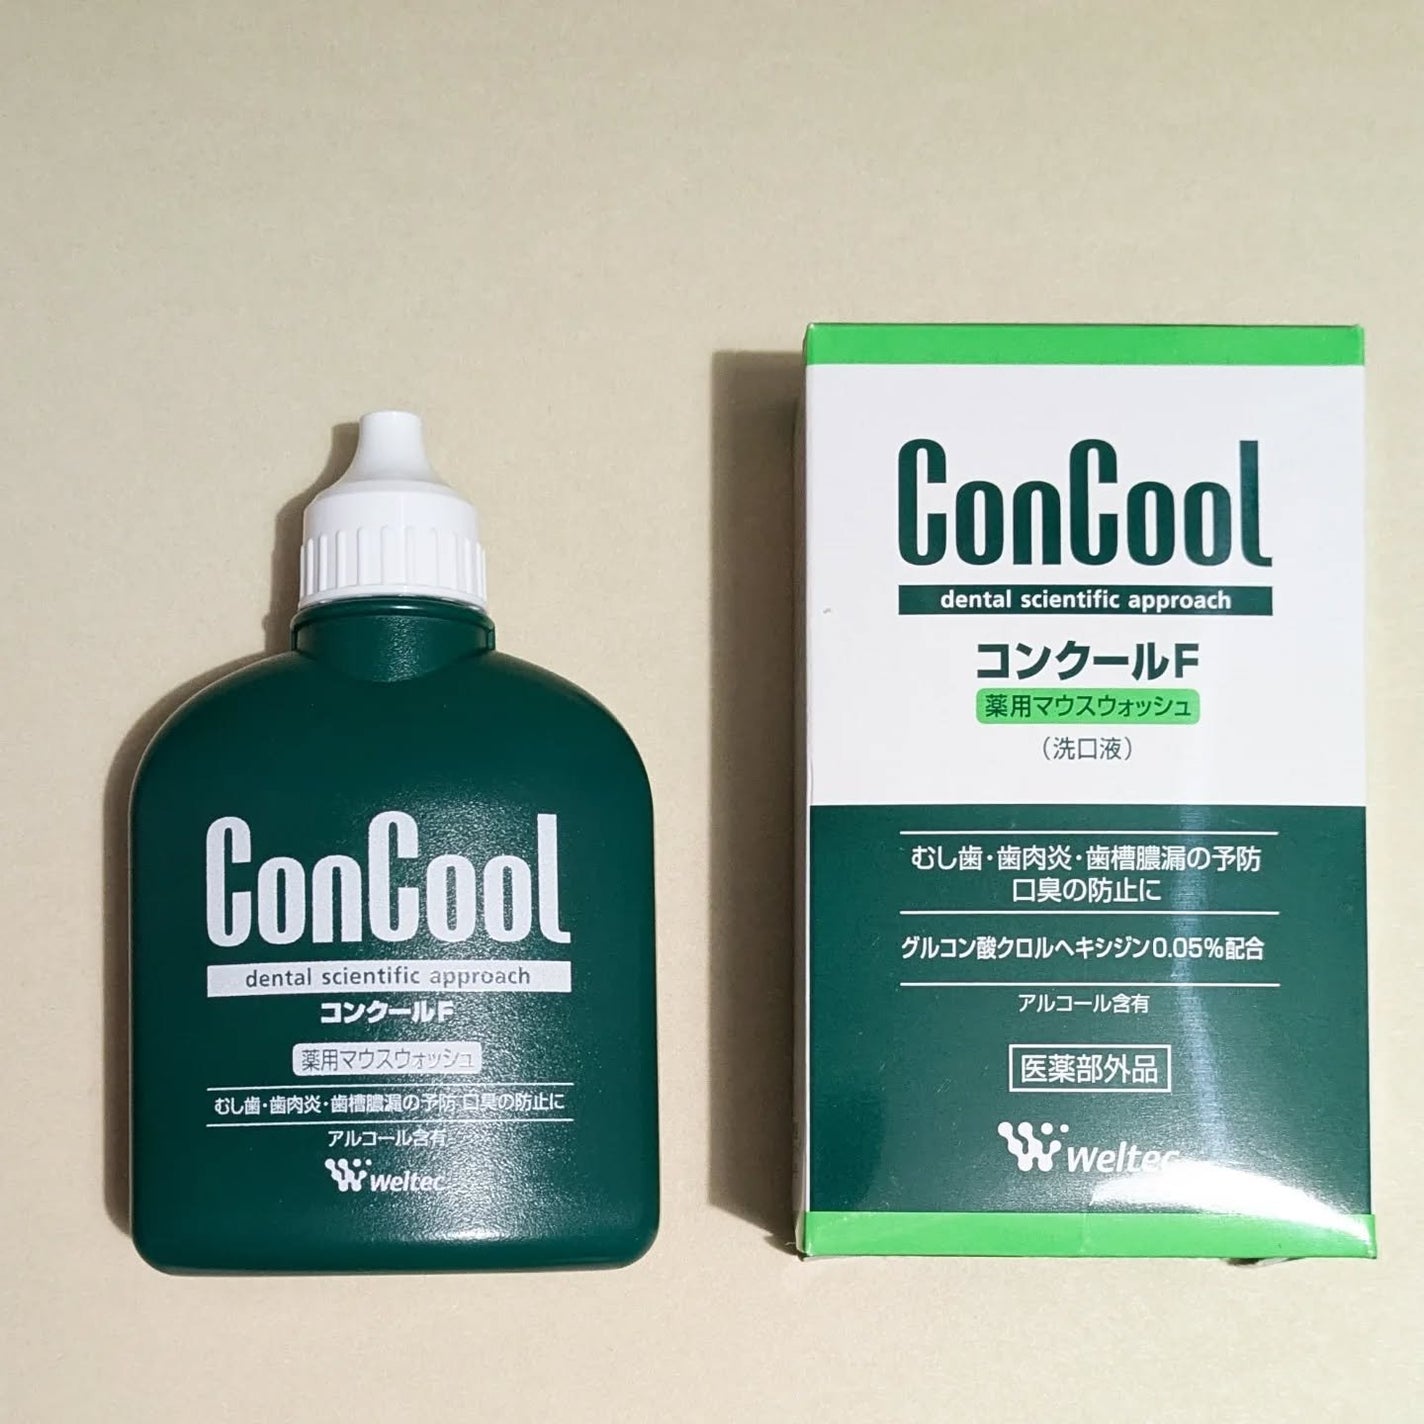 ConCool
dental scientific approach
コンクールF
薬用マウスウォッシュ
むし歯・歯肉炎・歯槽膿漏の予防 口臭の防止に
アルコール含有
weltec
ConCool
dental scientific approach
コンクールF
薬用マウスウォッシュ
（洗口液）
むし歯・歯肉炎・歯槽膿漏の予防
口臭の防止に
グルコン酸クロルヘキシジン0.05%配合
アルコール含有
医薬部外品
weltec